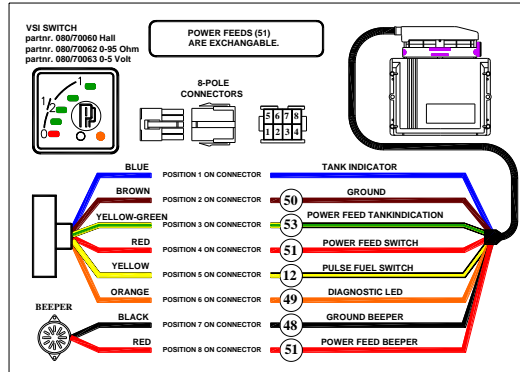 VSI SWITCH
partnr. 080/70060 Hall
partnr. 080/70062 0-95 Ohm
partnr. 080/70063 0-5 Volt
POWER FEEDS (51)
ARE EXCHANGABLE.
1
1/2
0
8-POLE
CONNECTORS
5 6 7 8
1 2 3 4
BLUE POSITION 1 ON CONNECTOR TANK INDICATOR
BROWN POSITION 2 ON CONNECTOR 50 GROUND
YELLOW-GREEN POSITION 3 ON CONNECTOR 53 POWER FEED TANKINDICATION
RED POSITION 4 ON CONNECTOR 51 POWER FEED SWITCH
YELLOW POSITION 5 ON CONNECTOR 12 PULSE FUEL SWITCH
ORANGE POSITION 6 ON CONNECTOR 49 DIAGNOSTIC LED
BEEPER
BLACK POSITION 7 ON CONNECTOR 48 GROUND BEEPER
RED POSITION 8 ON CONNECTOR 51 POWER FEED BEEPER